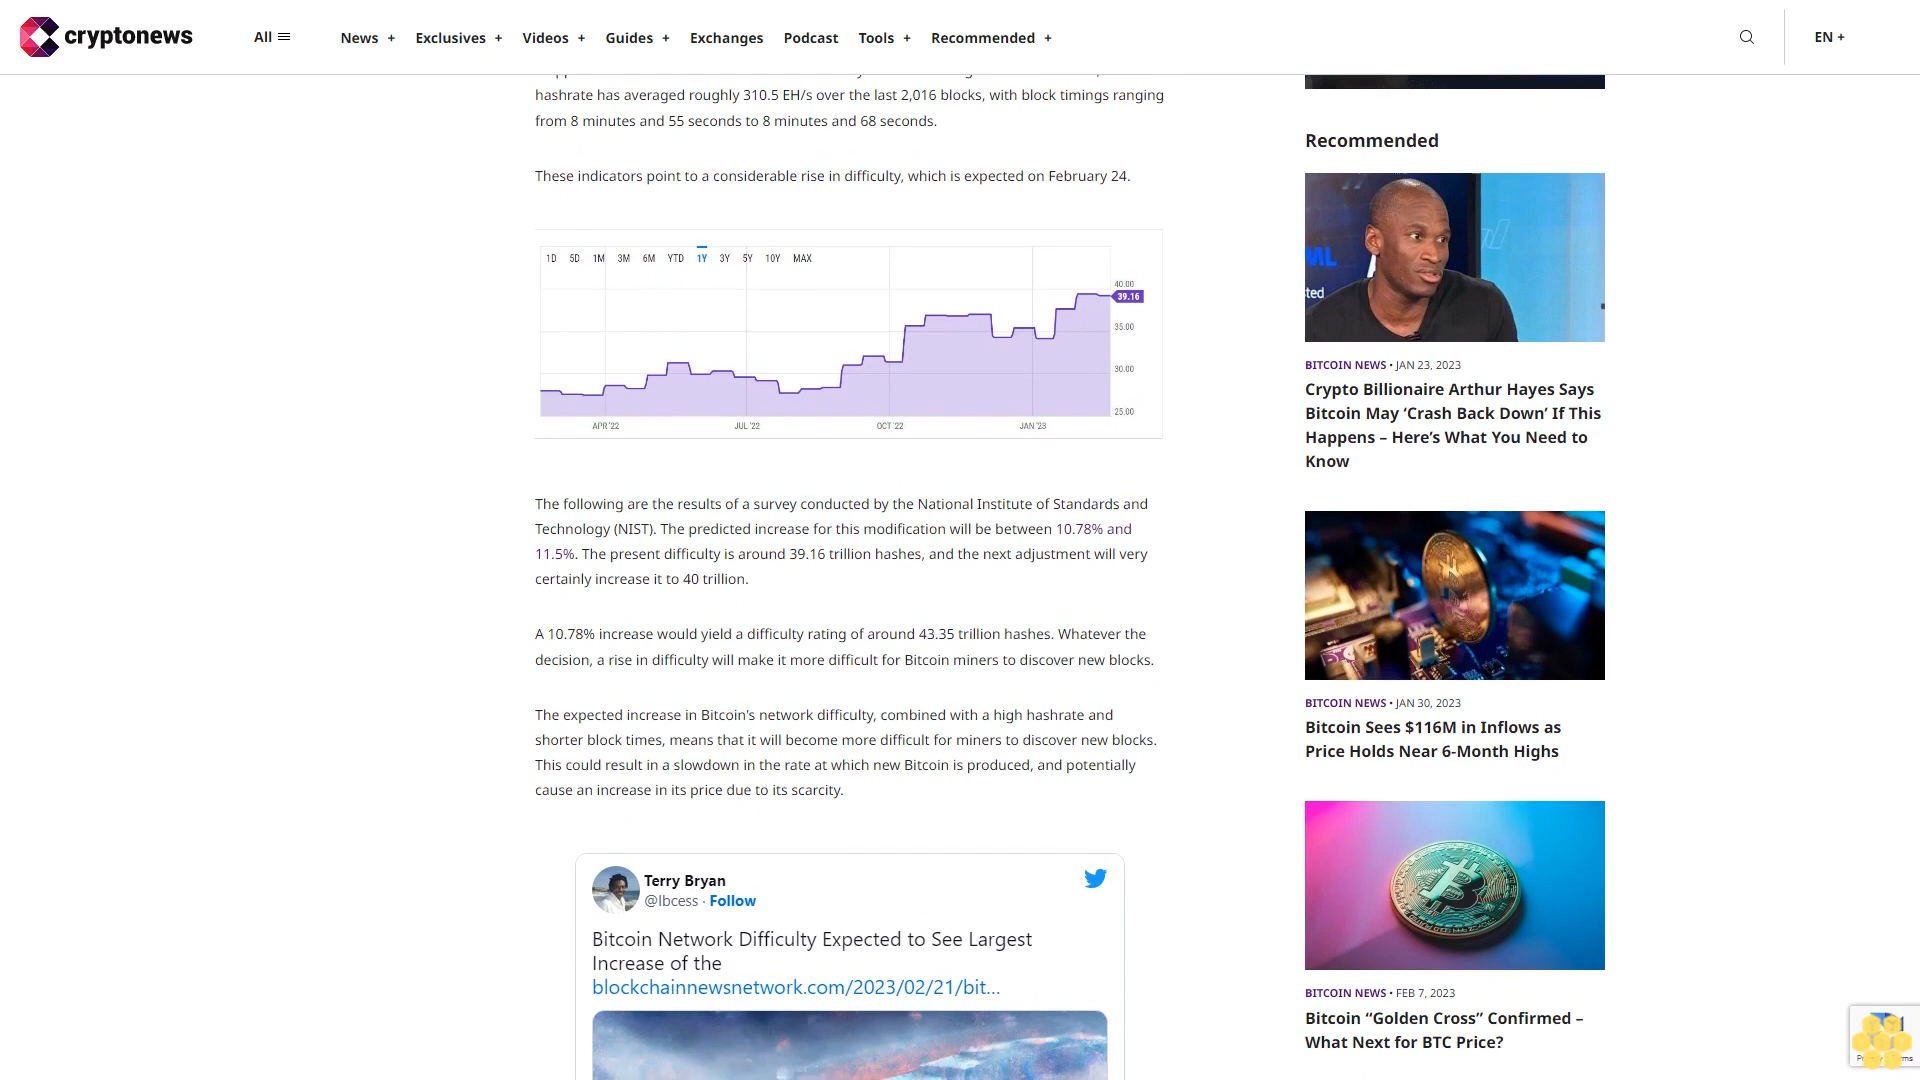 cryptonews
All
News +
Exclusives +
Videos +
Guides +
Exchanges
Podcast
Tools +
Recommended +
EN +
hashrate has averaged roughly 310.5 EH/s over the last 2,016 blocks, with block timings ranging
from 8 minutes and 55 seconds to 8 minutes and 68 seconds.
These indicators point to a considerable rise in difficulty, which is expected on February 24.
1D 5D 1M 3M 6M YTD 1Y 3Y 5Y 10Y MAX
40.00
39.16
35.00
30.00
25.00
APR '22
JUL '22
OCT '22
JAN '23
The following are the results of a survey conducted by the National Institute of Standards and
Technology (NIST). The predicted increase for this modification will be between 10.78% and
11.5%. The present difficulty is around 39.16 trillion hashes, and the next adjustment will very
certainly increase it to 40 trillion.
A 10.78% increase would yield a difficulty rating of around 43.35 trillion hashes. Whatever the
decision, a rise in difficulty will make it more difficult for Bitcoin miners to discover new blocks.
The expected increase in Bitcoin's network difficulty, combined with a high hashrate and
shorter block times, means that it will become more difficult for miners to discover new blocks.
This could result in a slowdown in the rate at which new Bitcoin is produced, and potentially
cause an increase in its price due to its scarcity.
Terry Bryan
@Ibcess · Follow
Bitcoin Network Difficulty Expected to See Largest
Increase of the
blockchainnewsnetwork.com/2023/02/21/bit…
Recommended
ML
sted
BITCOIN NEWS • JAN 23, 2023
Crypto Billionaire Arthur Hayes Says
Bitcoin May ‘Crash Back Down’ If This
Happens – Here’s What You Need to
Know
BITCOIN NEWS • JAN 30, 2023
Bitcoin Sees $116M in Inflows as
Price Holds Near 6-Month Highs
BITCOIN NEWS • FEB 7, 2023
Bitcoin “Golden Cross” Confirmed –
What Next for BTC Price?